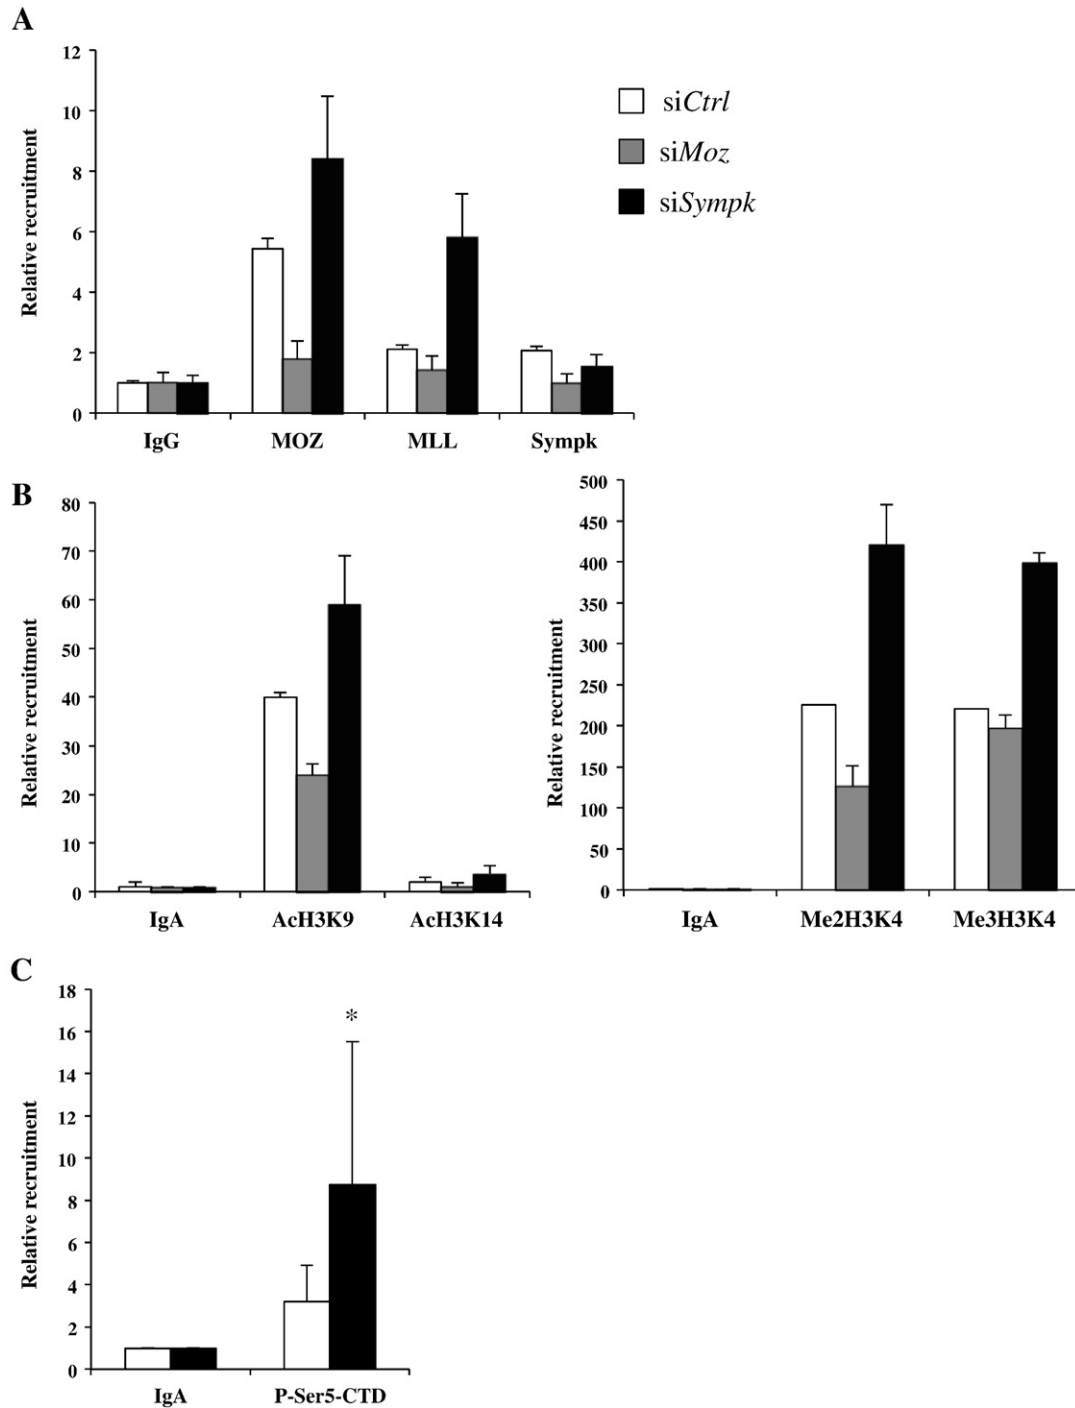 A
Relative recruitment
12
10
8
6
4
2
0
IgG MOZ MLL Sympk
siCtrl
siMoz
siSympk
B
Relative recruitment
80
70
60
50
40
30
20
10
0
IgA AcH3K9 AcH3K14
Relative recruitment
500
450
400
350
300
250
200
150
100
50
0
IgA Me2H3K4 Me3H3K4
C
Relative recruitment
18
16
14
12
10
8
6
4
2
0
*
IgA P-Ser5-CTD